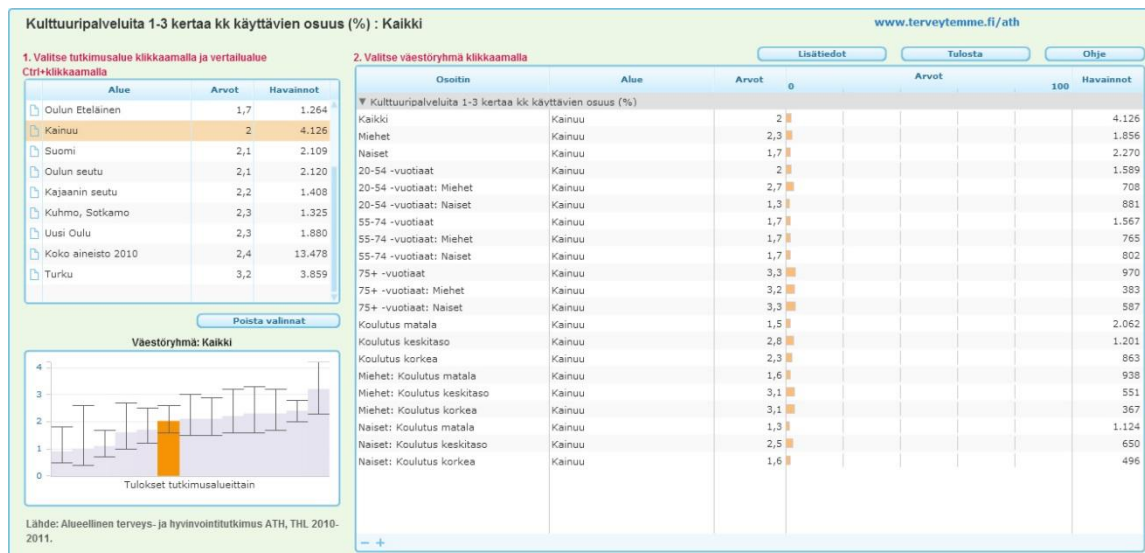 Kulttuuripalveluita 1-3 kertaa kk käyttävien osuus (%) : Kaikki
www.terveytemme.fi/ath
1. Valitse tutkimusalue klikkaamalla ja vertailualue
Ctrl+klikkaamalla
Alue Arvot Havainnot
Oulun Eteläinen 1,7 1.264
Kainuu 2 4.126
Suomi 2,1 2.109
Oulun seutu 2,1 2.120
Kajaanin seutu 2,2 1.408
Kuhmo, Sotkamo 2,3 1.325
Uusi Oulu 2,3 1.880
Koko aineisto 2010 2,4 13.478
Turku 3,2 3.859
Poista valinnat
Väestöryhmä: Kaikki
4
3
2
1
0
Tulokset tutkimusalueittain
Lähde: Alueellinen terveys- ja hyvinvointitutkimus ATH, THL 2010-
2011.
2. Valitse väestöryhmä klikkaamalla
Lisätiedot Tulosta Ohje
Osoitin Alue Arvot Arvot Havainnot
0 100
Kulttuuripalveluita 1-3 kertaa kk käyttävien osuus (%)
Kaikki Kainuu 2 4.126
Miehet Kainuu 2,3 1.856
Naiset Kainuu 1,7 2.270
20-54 -vuotiaat Kainuu 2 1.589
20-54 -vuotiaat: Miehet Kainuu 2,7 708
20-54 -vuotiaat: Naiset Kainuu 1,3 881
55-74 -vuotiaat Kainuu 1,7 1.567
55-74 -vuotiaat: Miehet Kainuu 1,7 765
55-74 -vuotiaat: Naiset Kainuu 1,7 802
75+ -vuotiaat Kainuu 3,3 970
75+ -vuotiaat: Miehet Kainuu 3,2 383
75+ -vuotiaat: Naiset Kainuu 3,3 587
Koulutus matala Kainuu 1,5 2.062
Koulutus keskitaso Kainuu 2,8 1.201
Koulutus korkea Kainuu 2,3 863
Miehet: Koulutus matala Kainuu 1,6 938
Miehet: Koulutus keskitaso Kainuu 3,1 551
Miehet: Koulutus korkea Kainuu 3,1 367
Naiset: Koulutus matala Kainuu 1,3 1.124
Naiset: Koulutus keskitaso Kainuu 2,5 650
Naiset: Koulutus korkea Kainuu 1,6 496